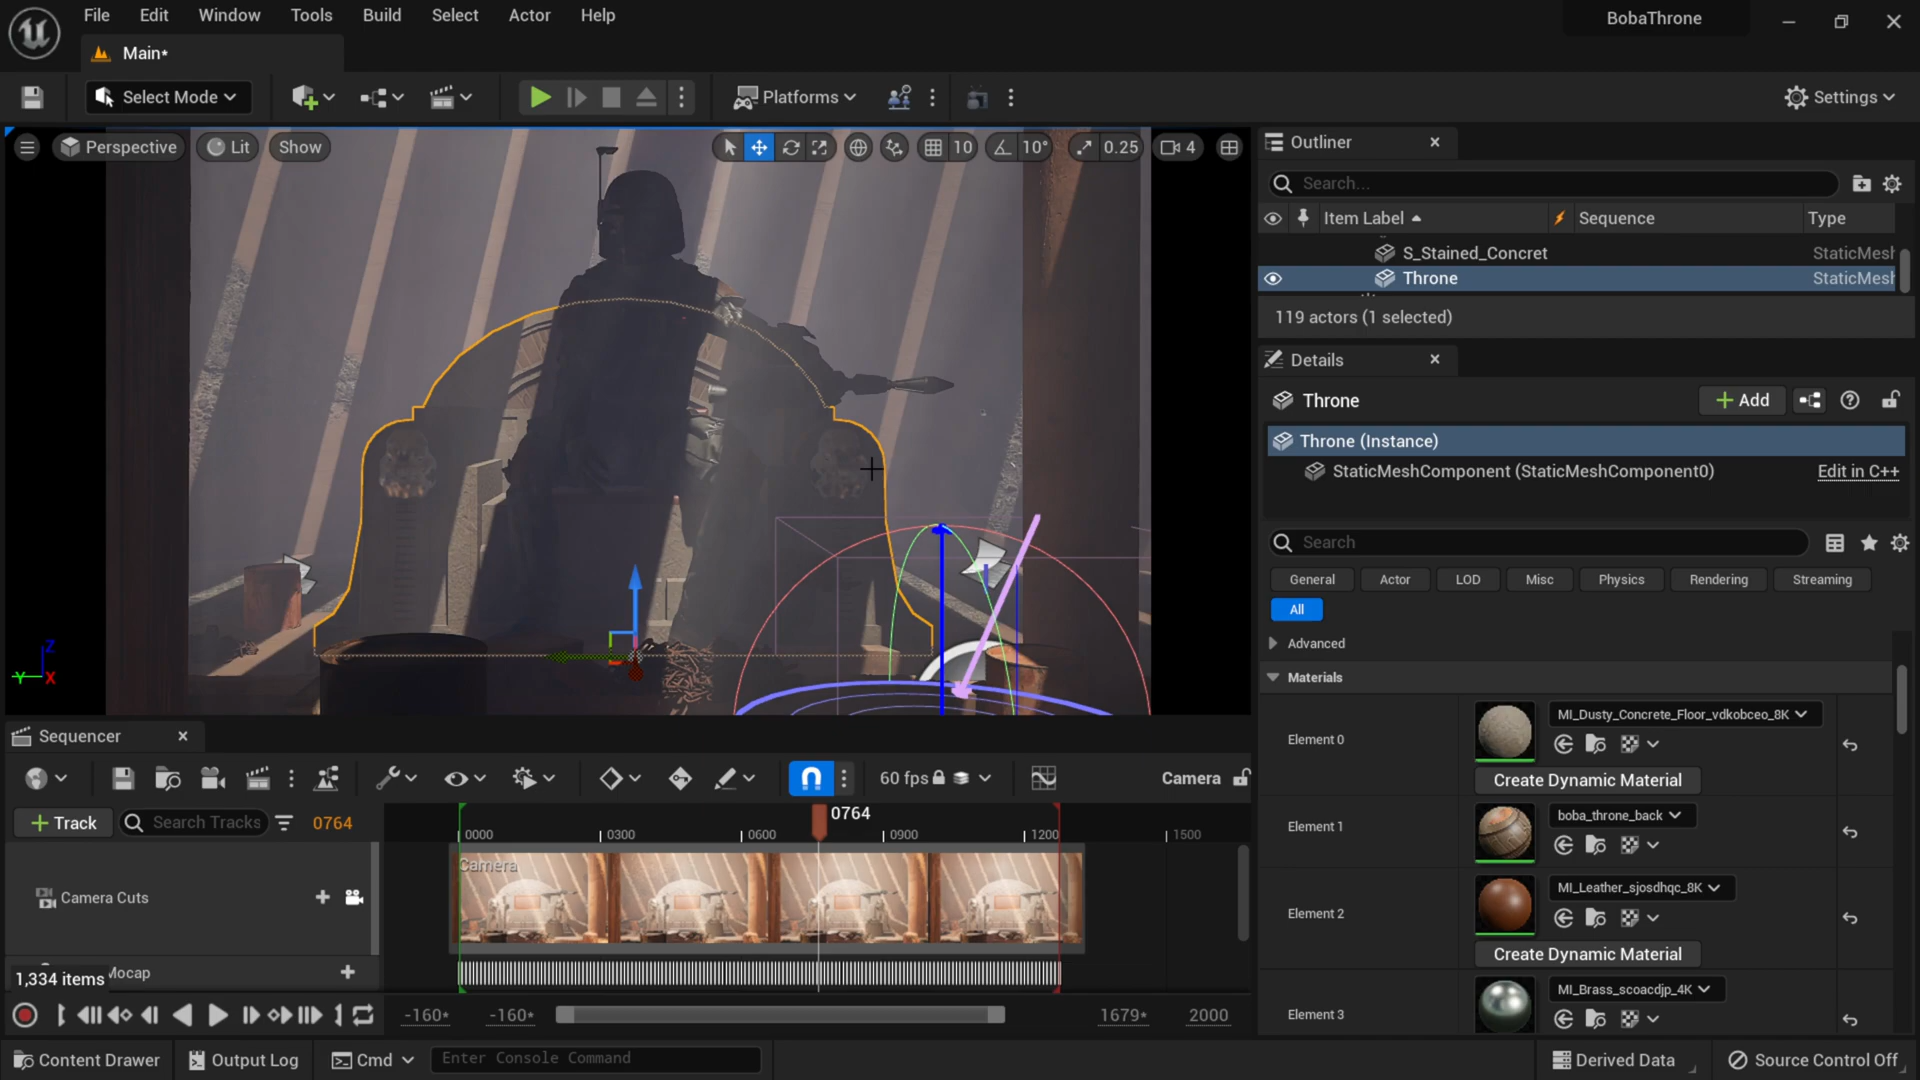 File Edit Window Tools Build Select Actor Help
BobaThrone
Main*
Select Mode
Platforms
Settings
Perspective Lit Show
10 10° 0.25 4
Outliner
Search...
Item Label Sequence Type
S_Stained_Concret StaticMesh
Throne StaticMesh
119 actors (1 selected)
Details
Throne
Add
Throne (Instance)
StaticMeshComponent (StaticMeshComponent0) Edit in C++
Search
General Actor LOD Misc Physics Rendering Streaming
All
Advanced
Materials
Element 0
MI_Dusty_Concrete_Floor_vdkobceo_8K
Create Dynamic Material
Element 1
boba_throne_back
Element 2
MI_Leather_sjosdhqc_8K
Create Dynamic Material
Element 3
MI_Brass_scoacdjp_4K
Z
Y X
Sequencer
60 fps
Camera
Track Search Tracks 0764
0764
0000 0300 0600 0900 1200 1500
Camera
Camera Cuts
1,334 items
Mocap
-160* -160* 1679* 2000
Content Drawer Output Log Cmd Enter Console Command Derived Data Source Control Off